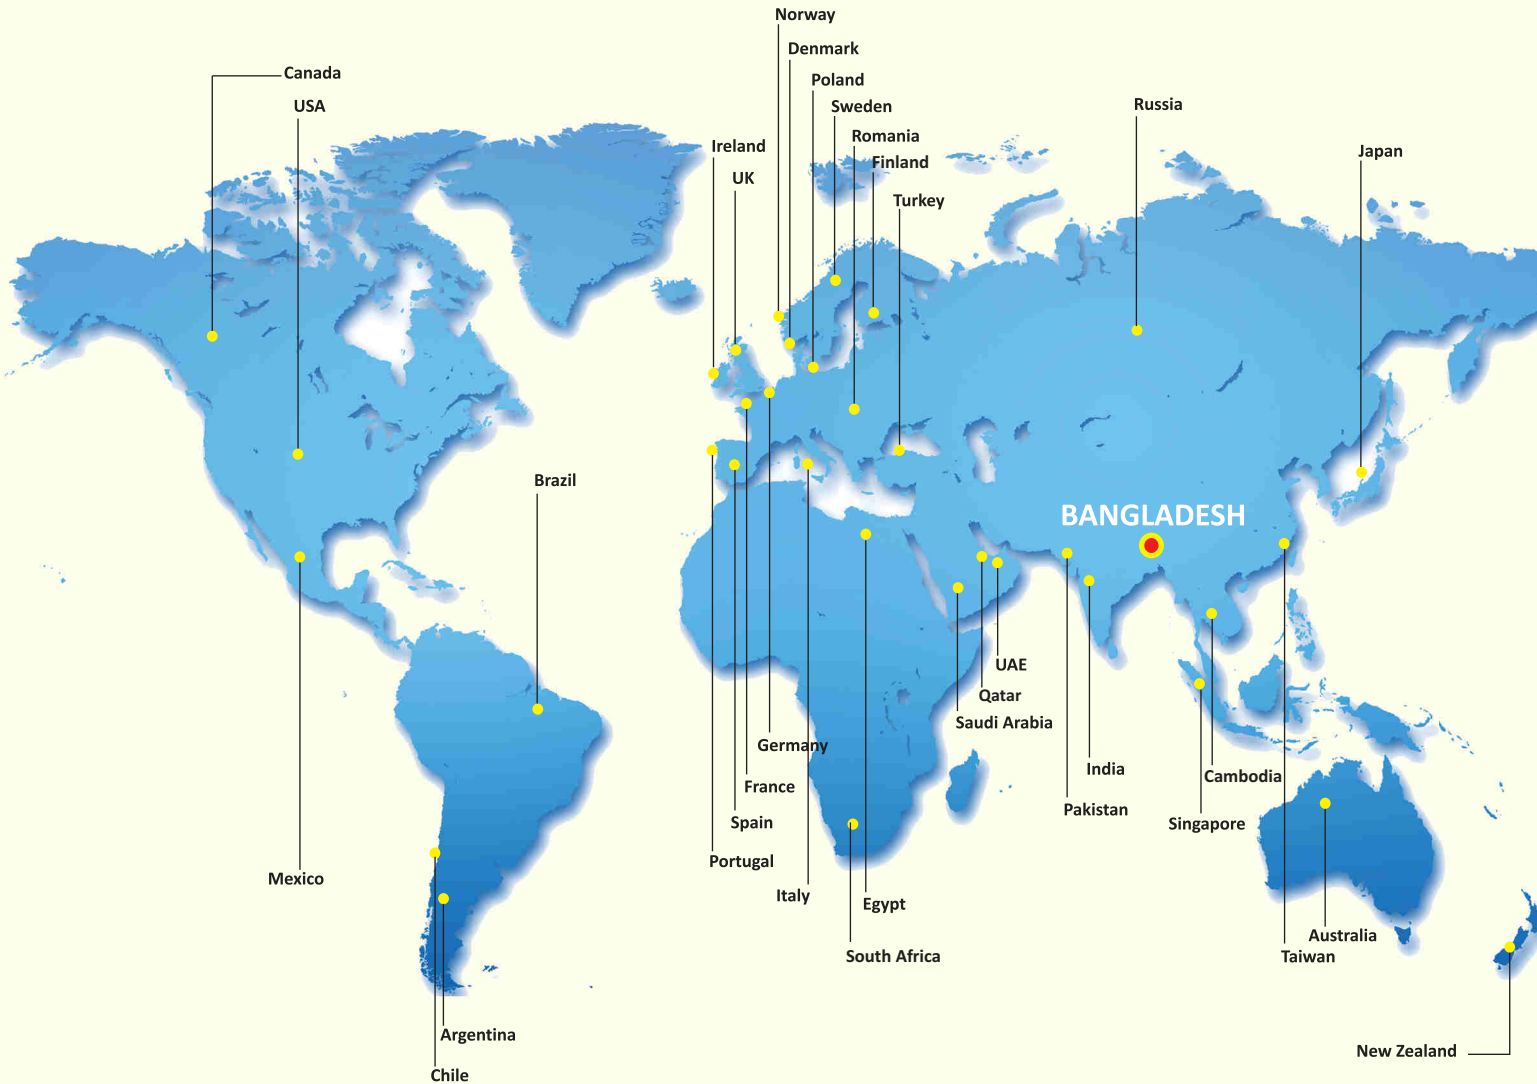 Norway
Denmark
Canada
Poland
USA
Sweden
Russia
Romania
Ireland
Finland
Japan
UK
Turkey
Brazil
BANGLADESH
UAE
Qatar
Saudi Arabia
Germany
India
Cambodia
France
Pakistan
Spain
Singapore
Portugal
Mexico
Italy
Egypt
Australia
South Africa
Taiwan
Argentina
New Zealand
Chile